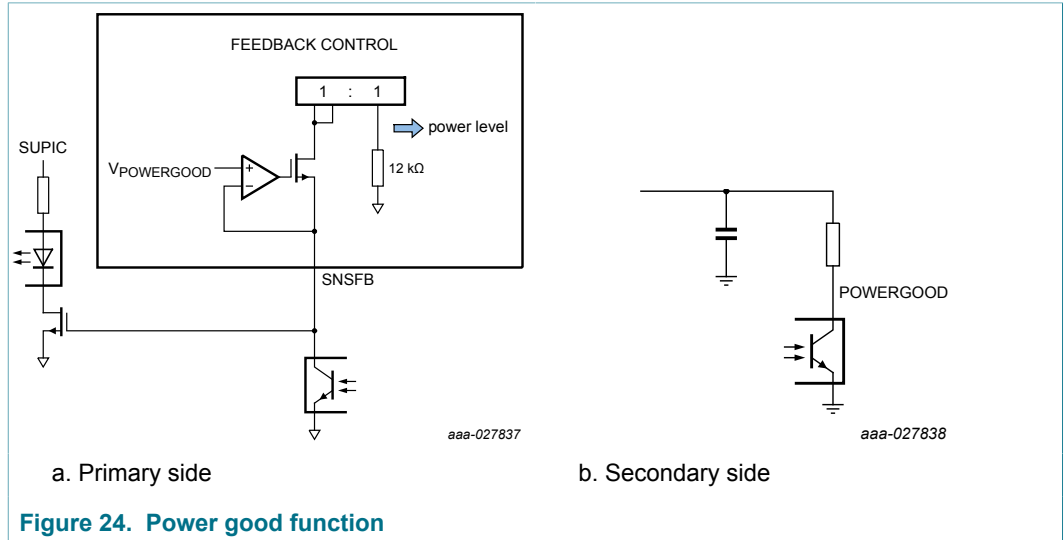 FEEDBACK CONTROL
1 : 1
power level
SUPIC
VPOWERGOOD
+
−
12 kΩ
SNSFB
POWERGOOD
aaa-027837
aaa-027838
a. Primary side
b. Secondary side
Figure 24. Power good function